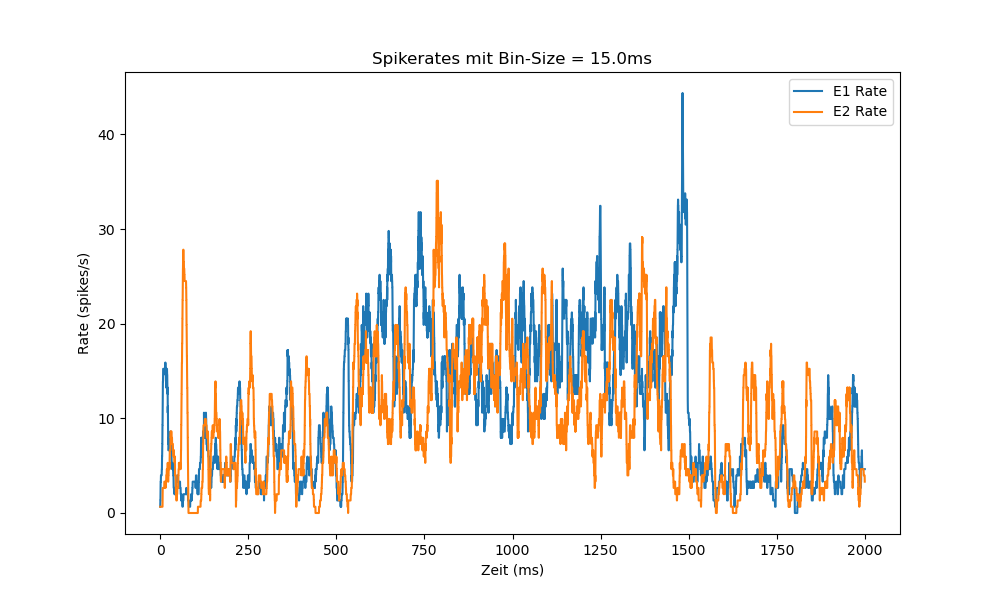 Spikerates mit Bin-Size = 15.0ms
E1 Rate
E2 Rate
Rate (spikes/s)
40
30
20
10
0
0 250 500 750 1000 1250 1500 1750 2000
Zeit (ms)